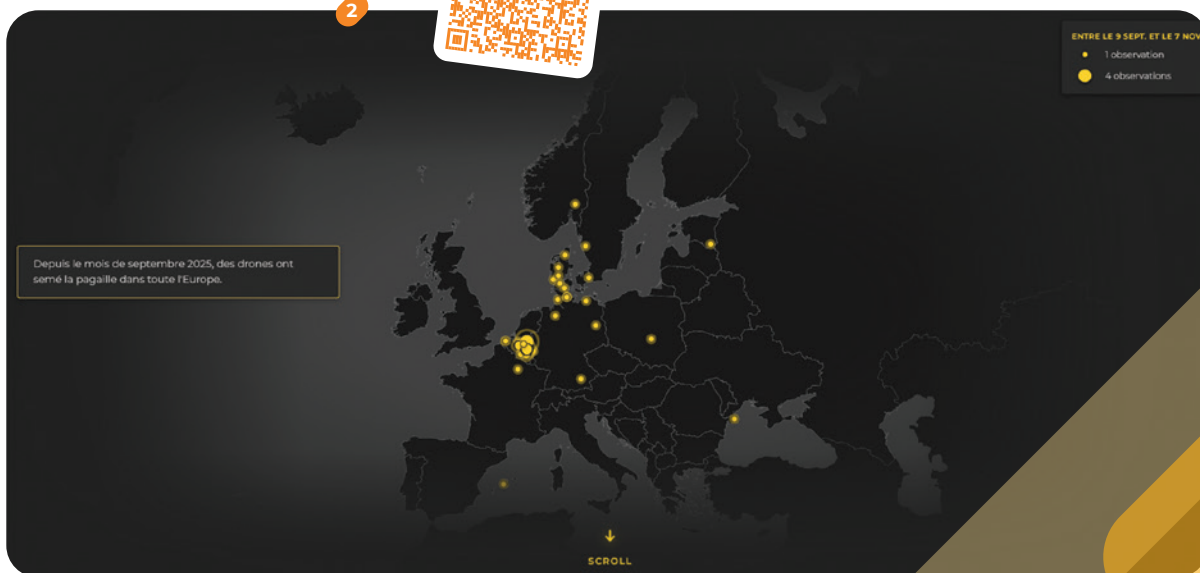 2
ENTRE LE 9 SEPT. ET LE 7 NOV
1 observation
4 observations
Depuis le mois de septembre 2025, des drones ont
semé la pagaille dans toute l'Europe.
SCROLL